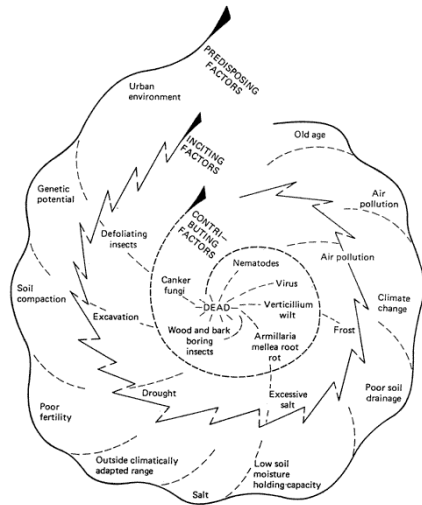 PREDISPOSING
FACTORS
Urban
environment
INCITING
FACTORS
Old age
Genetic
potential
Air
pollution
CONTRI-
BUTING
FACTORS
Defoliating
insects
Nematodes
Air pollution
Canker
fungi
Virus
Soil
compaction
Climate
change
DEAD
Verticillium
wilt
Excavation
Wood and bark
boring
insects
Armillaria
mellea root
rot
Frost
Poor soil
drainage
Drought
Excessive
salt
Poor
fertility
Outside climatically
adapted range
Low soil
moisture
holding capacity
Salt